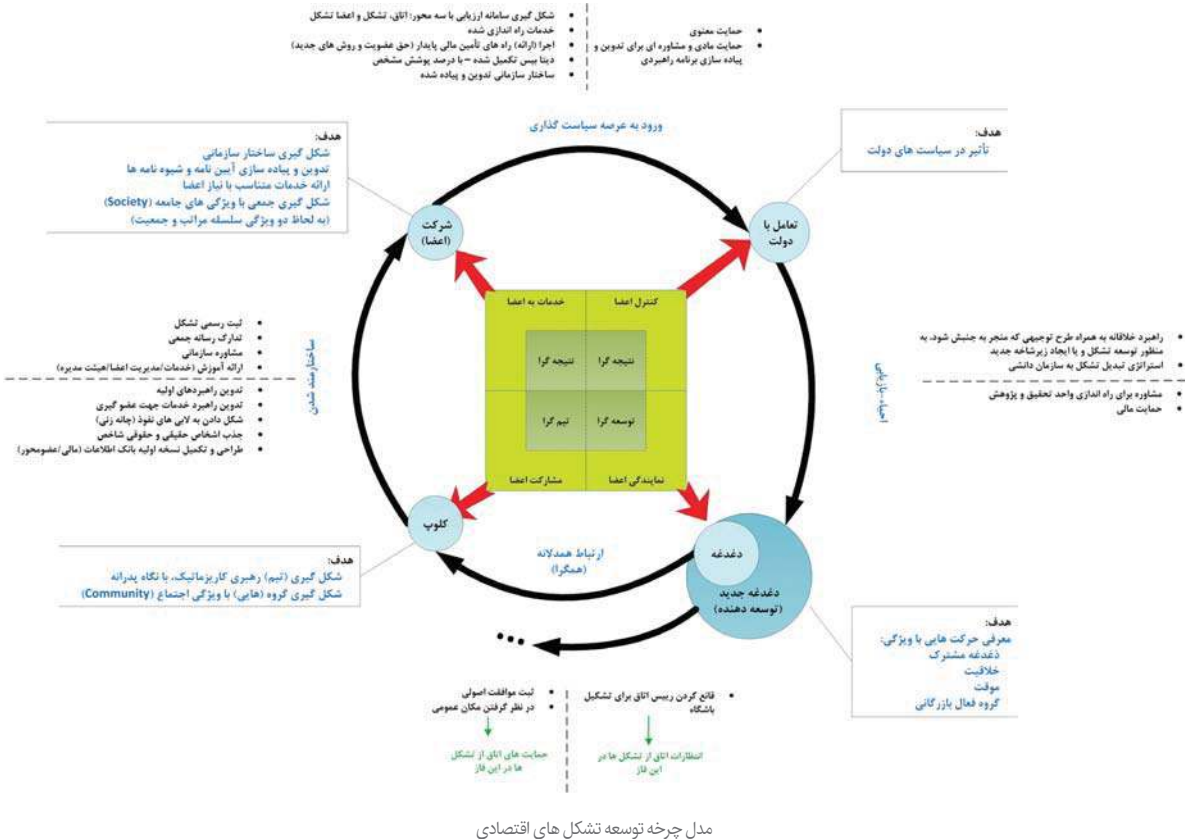 حمایت معنوی
حمایت مادی و مشاوره ای برای تدوین و
پیاده سازی برنامه راهبردی
شکل گیری سامانه ارزیابی با سه محور: اتاق، تشکل و اعضا تشکل
خدمات راه اندازی شده
اجرا (ارائه) راه های تأمین مالی پایدار (حق عضویت و روش های جدید)
دیتا بیس تکمیل شده – با درصد پوشش مشخص
ساختار سازمانی تدوین و پیاده شده
ورود به عرصه سیاست گذاری
هدف:
تأثیر در سیاست های دولت
هدف:
شکل گیری ساختار سازمانی
تدوین و پیاده سازی آیین نامه و شیوه نامه ها
ارائه خدمات متناسب با نیاز اعضا
شکل گیری جمعی با ویژگی های جامعه (Society)
(به لحاظ دو ویژگی سلسله مراتب و جمعیت)
تعامل با
دولت
شرکت
(اعضا)
کنترل اعضا
خدمات به اعضا
نتیجه گرا
نتیجه گرا
توسعه گرا
تیم گرا
نمایندگی اعضا
مشارکت اعضا
راهبرد خلاقانه به همراه طرح توجیهی که منجر به جنبش شود، به
منظور توسعه تشکل و یا ایجاد زیرشاخه جدید
استراتژی تبدیل تشکل به سازمان دانشی
مشاوره برای راه اندازی واحد تحقیق و پژوهش
حمایت مالی
احیاء-بازیابی
ساختارمند شدن
ثبت رسمی تشکل
تدارک رسانه جمعی
مشاوره سازمانی
ارائه آموزش (خدمات/مدیریت اعضا/هیئت مدیره)
تدوین راهبردهای اولیه
تدوین راهبرد خدمات جهت عضو گیری
شکل دادن به لابی های نفوذ (چانه زنی)
جذب اشخاص حقیقی و حقوقی شاخص
طراحی و تکمیل نسخه اولیه بانک اطلاعات (مالی/عضومحور)
کلوپ
ارتباط همدلانه
(همگرا)
دغدغه
دغدغه جدید
(توسعه دهنده)
هدف:
شکل گیری (تیم) رهبری کاریزماتیک، با نگاه پدرانه
شکل گیری گروه (هایی) با ویژگی اجتماع (Community)
هدف:
معرفی حرکت هایی با ویژگی:
دغدغه مشترک
خلاقیت
موقت
گروه فعال بازرگانی
...
قانع کردن رییس اتاق برای تشکیل
باشگاه
انتظارات اتاق از تشکل ها در
این فاز
ثبت موافقت اصولی
در نظر گرفتن مکان عمومی
حمایت های اتاق از تشکل
ها در این فاز
مدل چرخه توسعه تشکل های اقتصادی